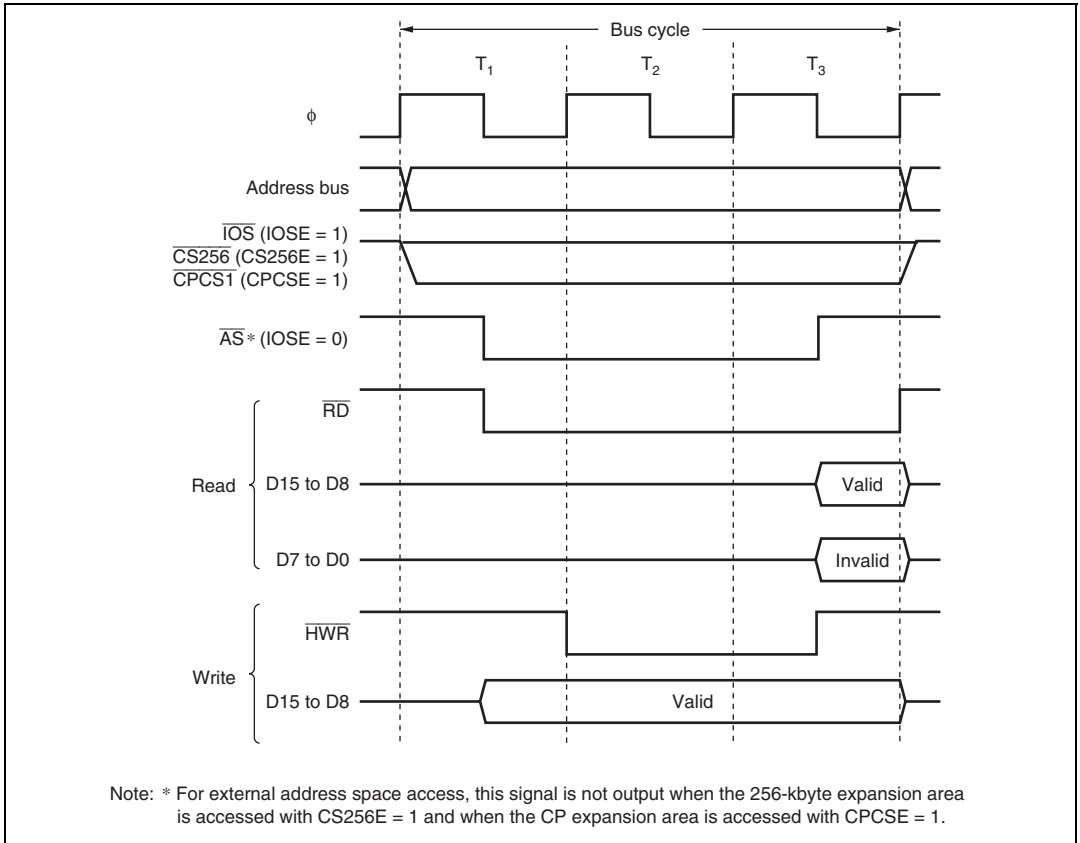 Bus cycle
T1 T2 T3
ϕ
Address bus
IOS (IOSE = 1)
CS256 (CS256E = 1)
CPCS1 (CPCSE = 1)
AS * (IOSE = 0)
RD
Read D15 to D8 Valid
D7 to D0 Invalid
HWR
Write D15 to D8 Valid
Note: * For external address space access, this signal is not output when the 256-kbyte expansion area
is accessed with CS256E = 1 and when the CP expansion area is accessed with CPCSE = 1.